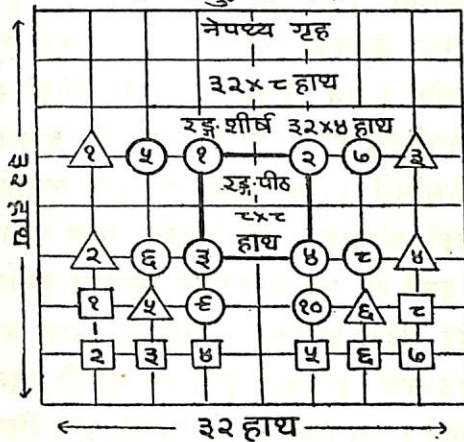 नेपथ्य गृह
३२×८ हाथ
रङ्ग-शीर्ष ३२×४ हाथ
१ ५ १ २ ७ ३
रङ्ग-पीठ
८×८
हाथ
२ ६ ३ ४ ८ ४
१ ५ ९ १० ६ ८
२ ३ ४ ५ ६ ७
३२ हाथ
३२ हाथ